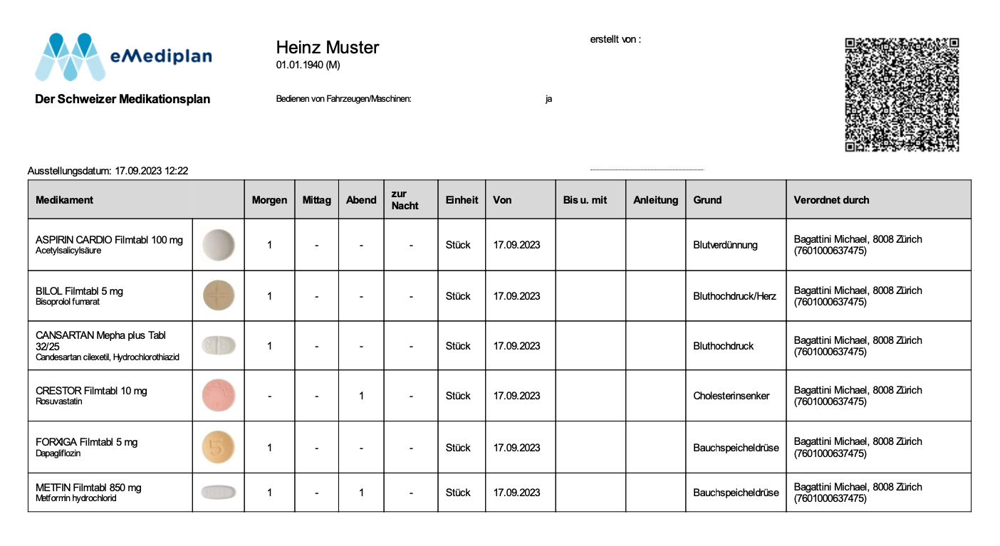 eMediplan
Der Schweizer Medikationsplan
Heinz Muster
01.01.1940 (M)
Bedienen von Fahrzeugen/Maschinen: ja
erstellt von :
Ausstellungsdatum: 17.09.2023 12:22
Medikament Morgen Mittag Abend zur Nacht Einheit Von Bis u. mit Anleitung Grund Verordnet durch
ASPIRIN CARDIO Filmtabl 100 mg
Acetylsalicylsäure
1 - - - Stück 17.09.2023 Blutverdünnung
Bagattini Michael, 8008 Zürich
(7601000637475)
BILOL Filmtabl 5 mg
Bisoprolol fumarat
1 - - - Stück 17.09.2023 Bluthochdruck/Herz
Bagattini Michael, 8008 Zürich
(7601000637475)
CANSARTAN Mepha plus Tabl
32/25
Candesartan cilexetil, Hydrochlorothiazid
1 - - - Stück 17.09.2023 Bluthochdruck
Bagattini Michael, 8008 Zürich
(7601000637475)
CRESTOR Filmtabl 10 mg
Rosuvastatin
- - 1 - Stück 17.09.2023 Cholesterinsenker
Bagattini Michael, 8008 Zürich
(7601000637475)
FORXIGA Filmtabl 5 mg
Dapagliflozin
5
1 - - - Stück 17.09.2023 Bauchspeicheldrüse
Bagattini Michael, 8008 Zürich
(7601000637475)
METFIN Filmtabl 850 mg
Metformin hydrochlorid
1 - 1 - Stück 17.09.2023 Bauchspeicheldrüse
Bagattini Michael, 8008 Zürich
(7601000637475)